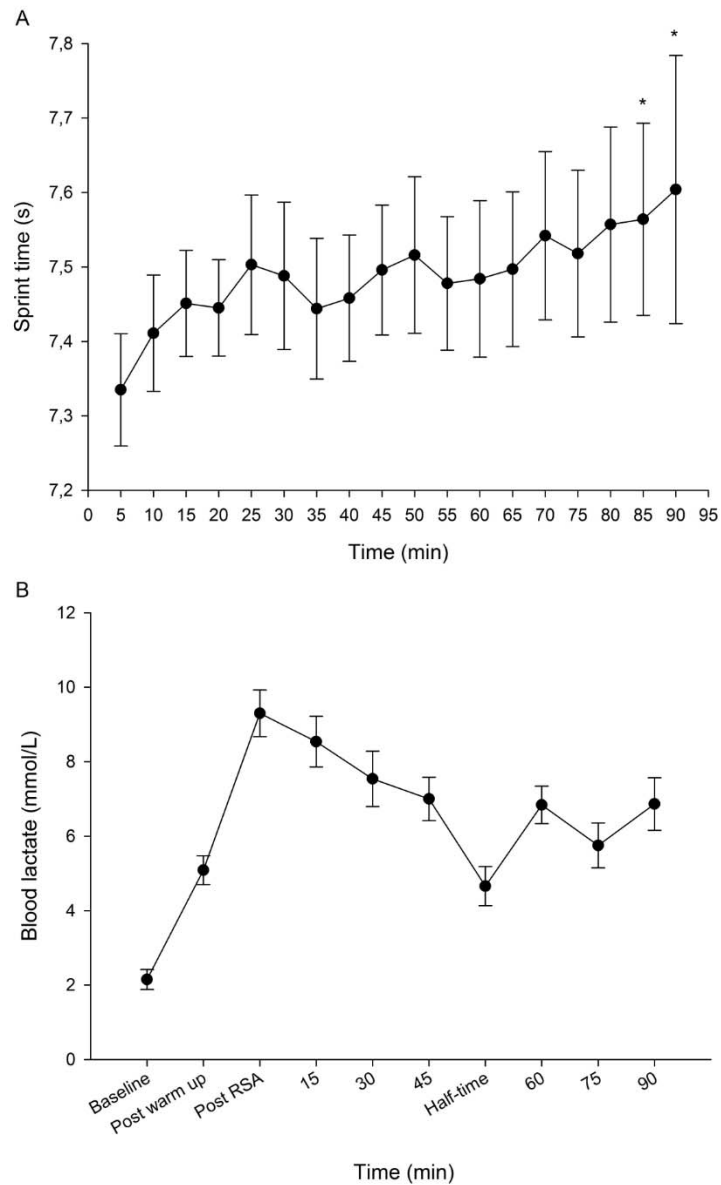 A
7,8
7,7
7,6
7,5
7,4
7,3
7,2
Sprint time (s)
*
*
0 5 10 15 20 25 30 35 40 45 50 55 60 65 70 75 80 85 90 95
Time (min)
B
12
10
8
6
4
2
0
Blood lactate (mmol/L)
Baseline Post warm up Post RSA 15 30 45 Half-time 60 75 90
Time (min)